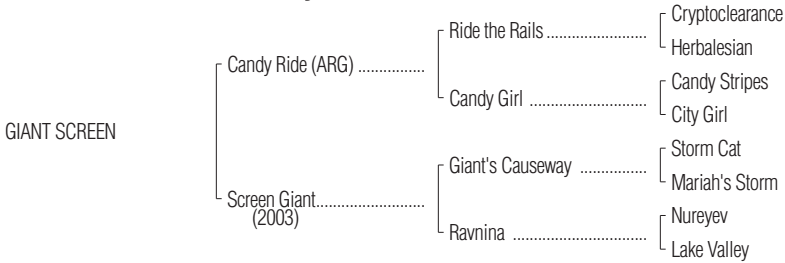 Cryptoclearance
Ride the Rails ........................
Herbalesian
Candy Ride (ARG) ................
Candy Stripes
Candy Girl ............................
City Girl
GIANT SCREEN
Storm Cat
Giant's Causeway ................
Mariah's Storm
Screen Giant..........................
(2003)
Nureyev
Ravnina ................................
Lake Valley